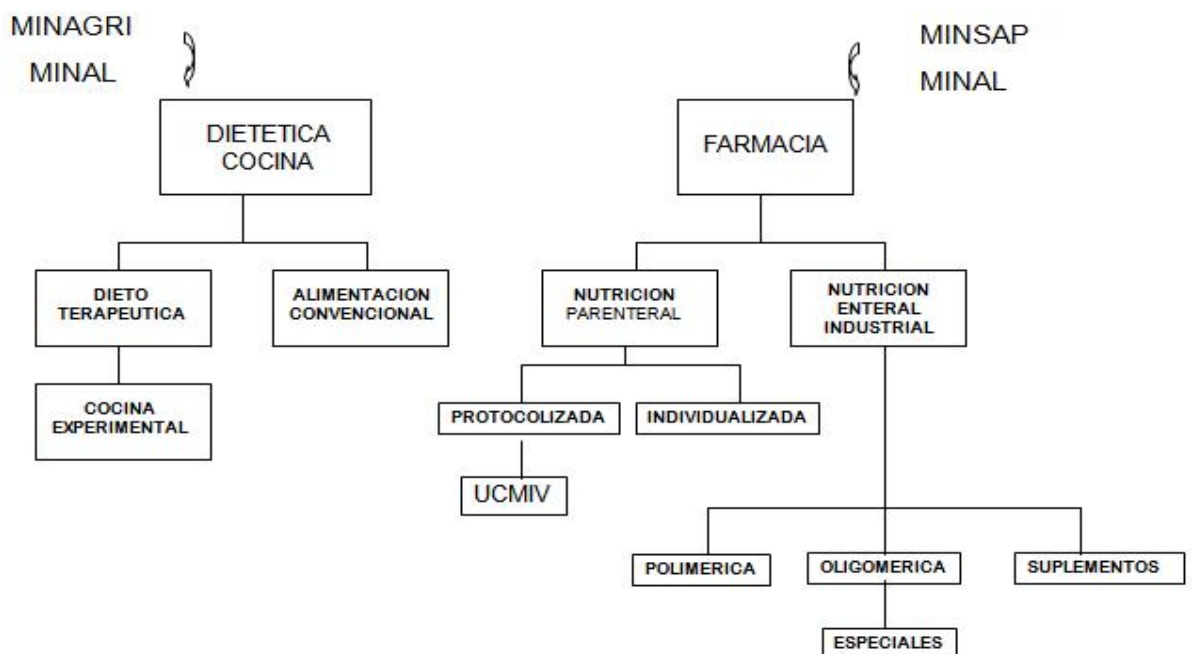 MINAGRI
MINAL
MINSAP
MINAL
DIETETICA
COCINA
FARMACIA
DIETO
TERAPEUTICA
ALIMENTACION
CONVENCIONAL
NUTRICION
PARENTERAL
NUTRICION
ENTERAL
INDUSTRIAL
COCINA
EXPERIMENTAL
PROTOCOLIZADA
INDIVIDUALIZADA
UCMIV
POLIMERICA
OLIGOMERICA
SUPLEMENTOS
ESPECIALES